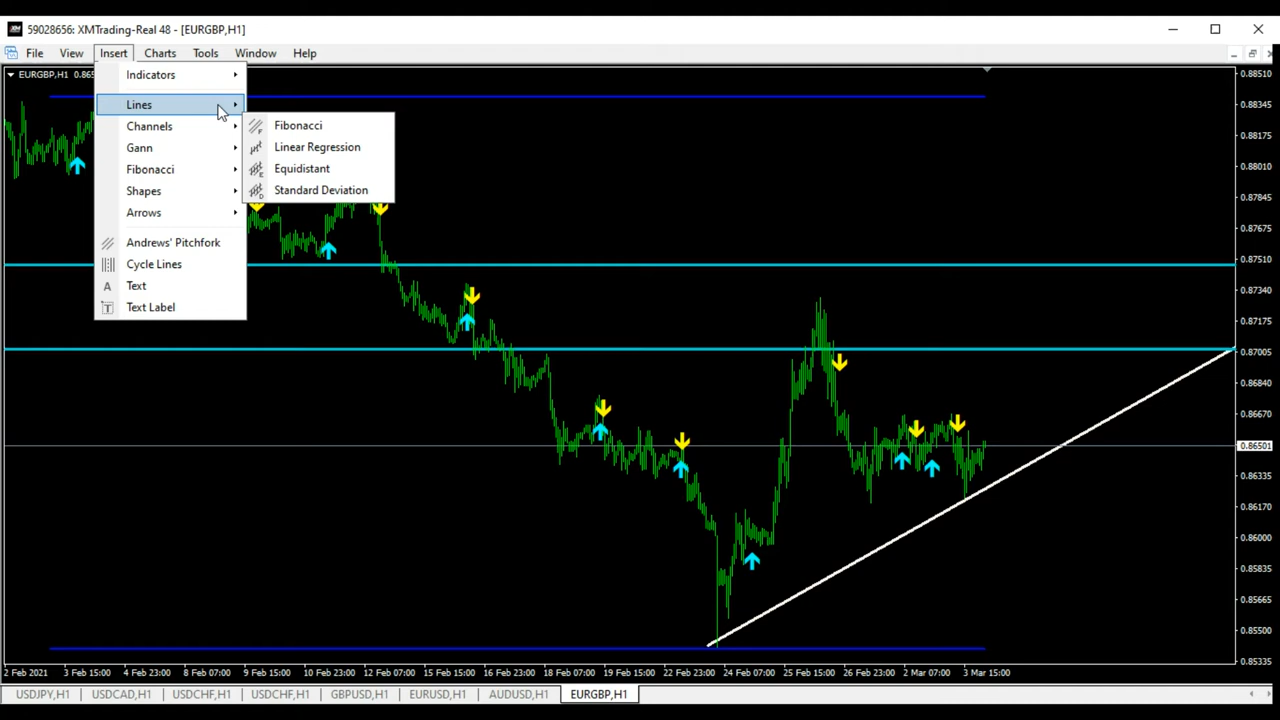 59028656: XMTrading-Real 48 - [EURGBP,H1]
File View Insert Charts Tools Window Help
EURGBP,H1
Indicators
Lines
Channels
Gann
Fibonacci
Shapes
Arrows
Andrews' Pitchfork
Cycle Lines
A Text
T Text Label
Fibonacci
Linear Regression
Equidistant
Standard Deviation
0.88510
0.88345
0.88175
0.88010
0.87845
0.87675
0.87510
0.87340
0.87175
0.87005
0.86840
0.86670
0.86501
0.86335
0.86170
0.86000
0.85835
0.85665
0.85500
0.85335
2 Feb 2021 3 Feb 15:00 4 Feb 23:00 8 Feb 07:00 9 Feb 15:00 10 Feb 23:00 12 Feb 07:00 15 Feb 15:00 16 Feb 23:00 18 Feb 07:00 19 Feb 15:00 22 Feb 23:00 24 Feb 07:00 25 Feb 15:00 26 Feb 23:00 2 Mar 07:00 3 Mar 15:00
USDJPY,H1 USDCAD,H1 USDCHF,H1 USDCHF,H1 GBPUSD,H1 EURUSD,H1 AUDUSD,H1 EURGBP,H1